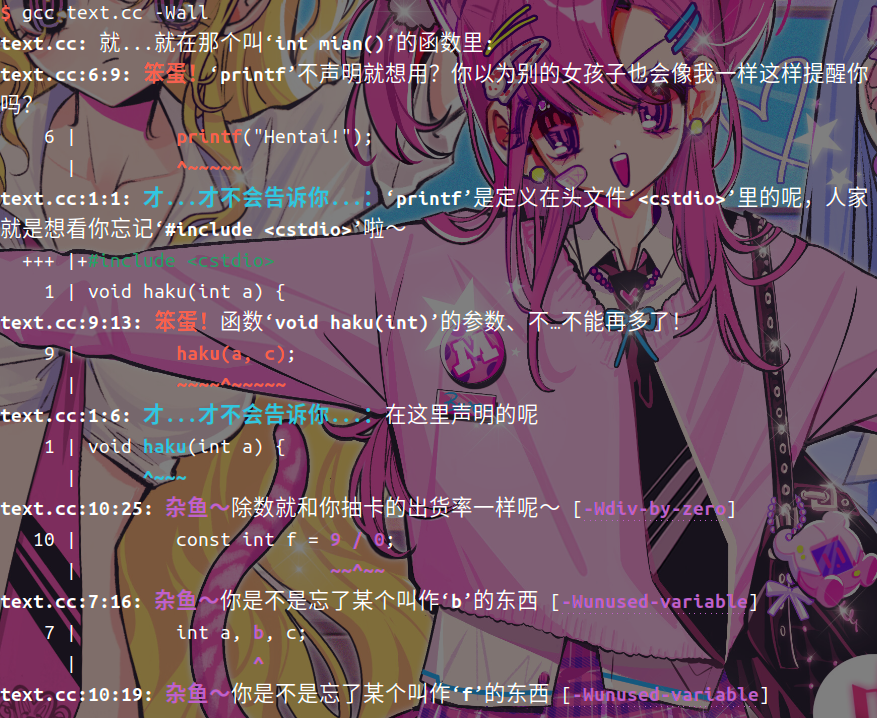 $ gcc text.cc -Wall
text.cc: 就...就在那个叫‘int mian()’的函数里:
text.cc:6:9: 笨蛋！‘printf’不声明就想用？你以为别的女孩子也会像我一样这样提醒你
吗？
6 | printf("Hentai!");
| ^~~~~~
text.cc:1:1: 才...才不会告诉你...：‘printf’是定义在头文件‘<cstdio>’里的呢，人家
就是想看你忘记‘#include <cstdio>’啦～
+++ |+#include <cstdio>
1 | void haku(int a) {
text.cc:9:13: 笨蛋！函数‘void haku(int)’的参数、不…不能再多了！
9 | haku(a, c);
| ~~~~^~~~~~
text.cc:1:6: 才...才不会告诉你...：在这里声明的呢
1 | void haku(int a) {
| ^~~~
text.cc:10:25: 杂鱼～除数就和你抽卡的出货率一样呢～ [-Wdiv-by-zero]
10 | const int f = 9 / 0;
| ~~^~~
text.cc:7:16: 杂鱼～你是不是忘了某个叫作‘b’的东西 [-Wunused-variable]
7 | int a, b, c;
| ^
text.cc:10:19: 杂鱼～你是不是忘了某个叫作‘f’的东西 [-Wunused-variable]
M